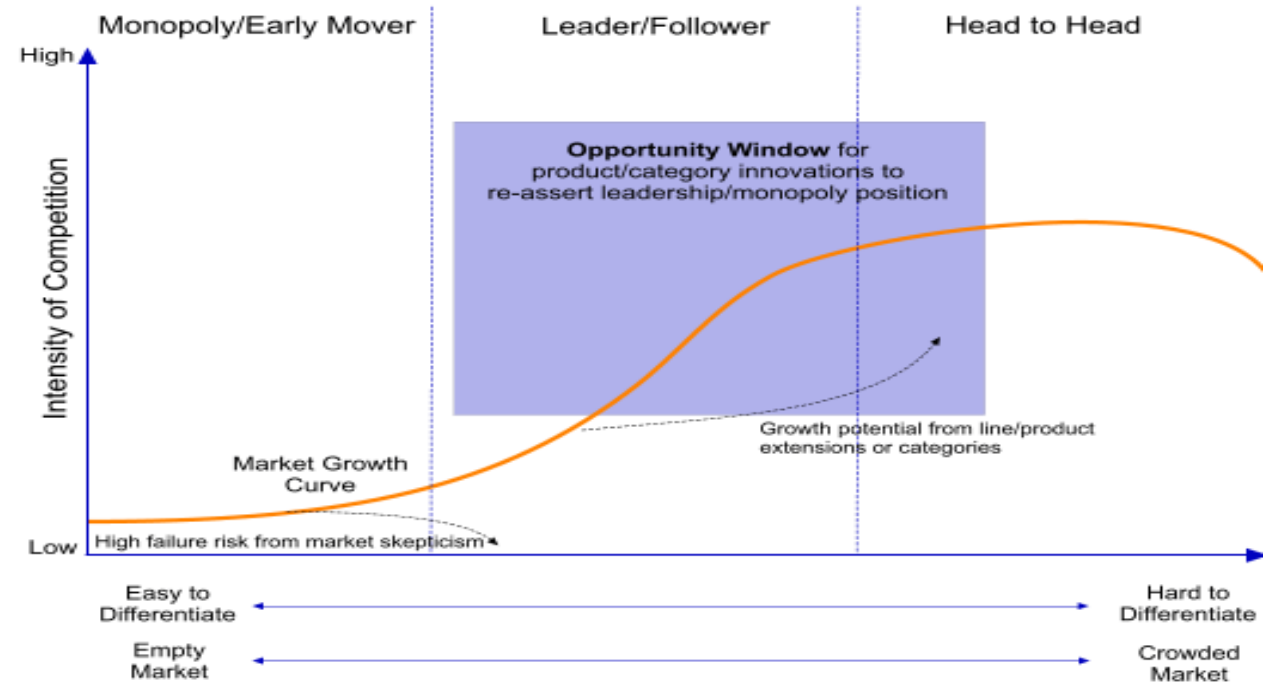 Monopoly/Early Mover
Leader/Follower
Head to Head
High
Opportunity Window for
product/category innovations to
re-assert leadership/monopoly position
Intensity of Competition
Growth potential from line/product
extensions or categories
Market Growth
Curve
High failure risk from market skepticism
Low
Easy to
Differentiate
Hard to
Differentiate
Empty
Market
Crowded
Market